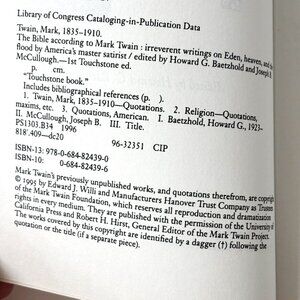 Library of Congress Cataloging-in-Publication Data
Twain, Mark, 1835–1910.
The Bible according to Mark Twain : irreverent writings on Eden, heaven, and
flood by America's master satirist / edited by Howard G. Baetzhold and Joseph B.
McCullough.—1st Touchstone ed.
p. cm.
"Touchstone book."
Includes bibliographical references (p. ).
1. Twain, Mark, 1835–1910—Quotations. 2. Religion—Quotations,
maxims, etc. 3. Quotations, American. I. Baetzhold, Howard G., 1923–
II. McCullough, Joseph B. III. Title.
PS1303.B34 1996
818'.409—dc20 96-32351 CIP
ISBN-13: 978-0-684-82439-0
ISBN-10: 0-684-82439-6
Mark Twain's previously unpublished works, and quotations therefrom, are copyright
© 1995 by Edward J. Willi and Manufacturers Hanover Trust Company as Trustees
of the Mark Twain Foundation, which reserves all reproduction and dramatization
rights in every medium. They are published with the permission of the University of
California Press and Robert H. Hirst, General Editor of the Mark Twain Project.
The works covered by this copyright are identified by a dagger (†) following the
quotation or the title (if a separate piece).